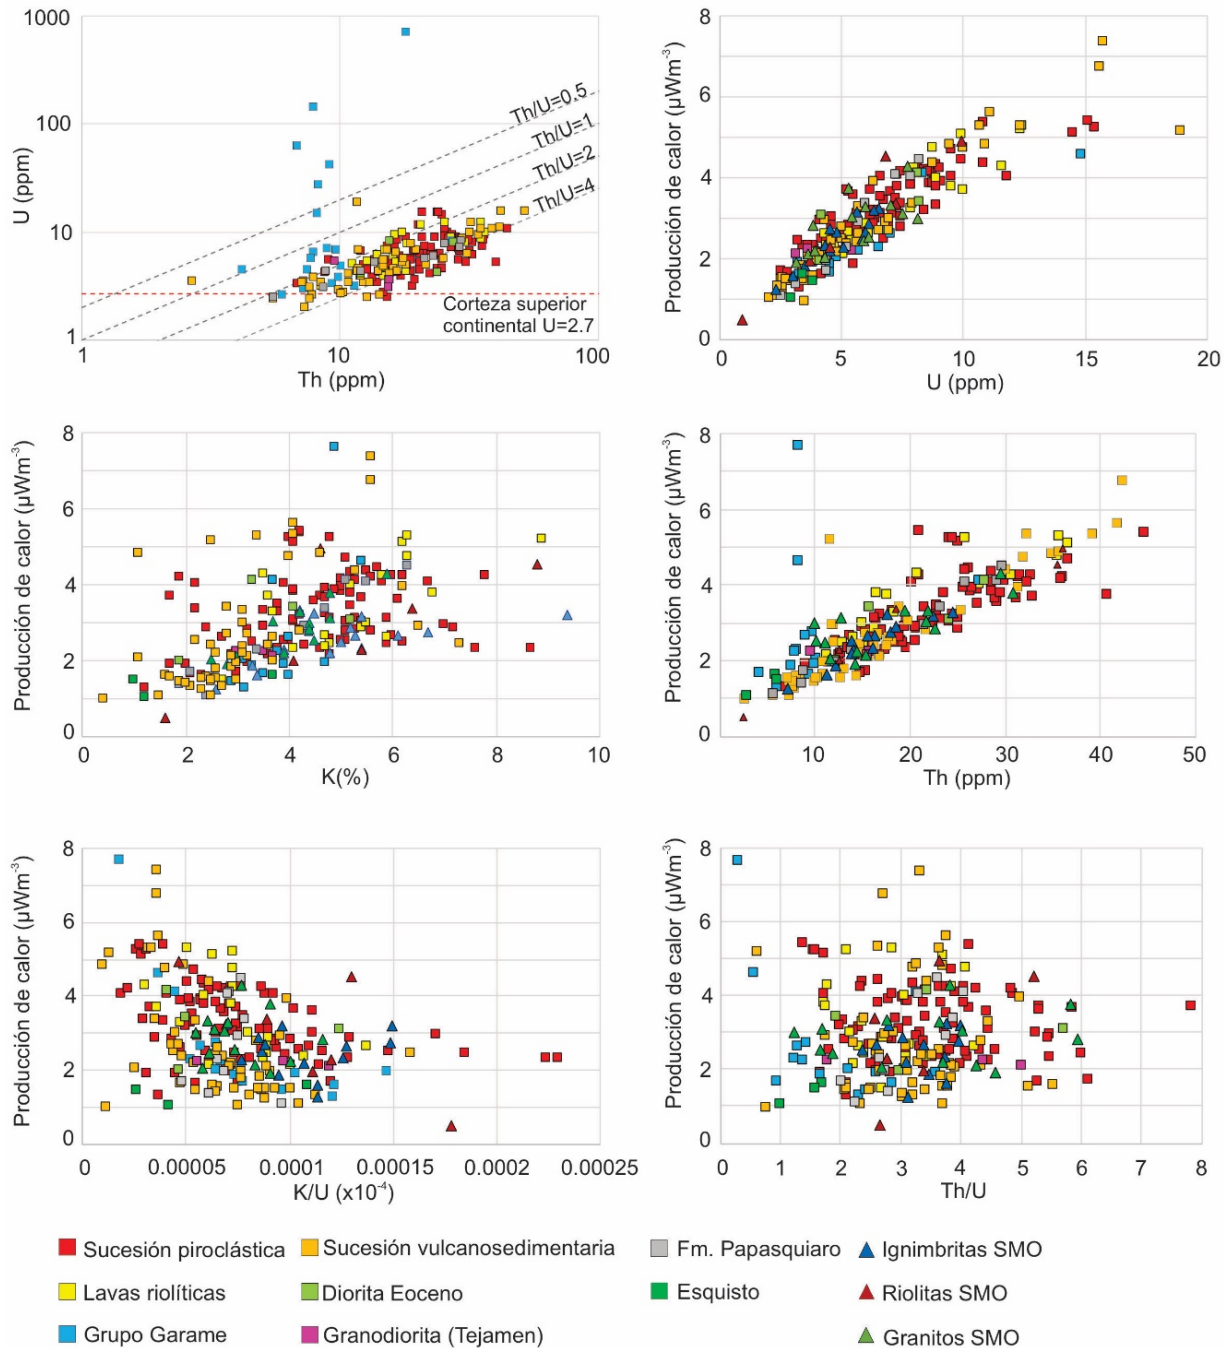 1000
100
10
1
U (ppm)
Th/U=0.5
Th/U=1
Th/U=2
Th/U=4
Corteza superior
continental U=2.7
1
10
100
Th (ppm)
8
6
4
2
0
Producción de calor (µWm⁻³)
0
5
10
15
20
U (ppm)
8
6
4
2
0
Producción de calor (µWm⁻³)
0
2
4
6
8
10
K(%)
8
6
4
2
0
Producción de calor (µWm⁻³)
10
20
30
40
50
Th (ppm)
8
6
4
2
0
Producción de calor (µWm⁻³)
0
0.00005
0.0001
0.00015
0.0002
0.00025
K/U (x10⁻⁴)
8
6
4
2
0
Producción de calor (µWm⁻³)
0
1
2
3
4
5
6
7
8
Th/U
Sucesión piroclástica
Sucesión vulcanosedimentaria
Fm. Papasquiaro
Ignimbritas SMO
Lavas riolíticas
Diorita Eoceno
Esquisto
Riolitas SMO
Grupo Garame
Granodiorita (Tejamen)
Granitos SMO